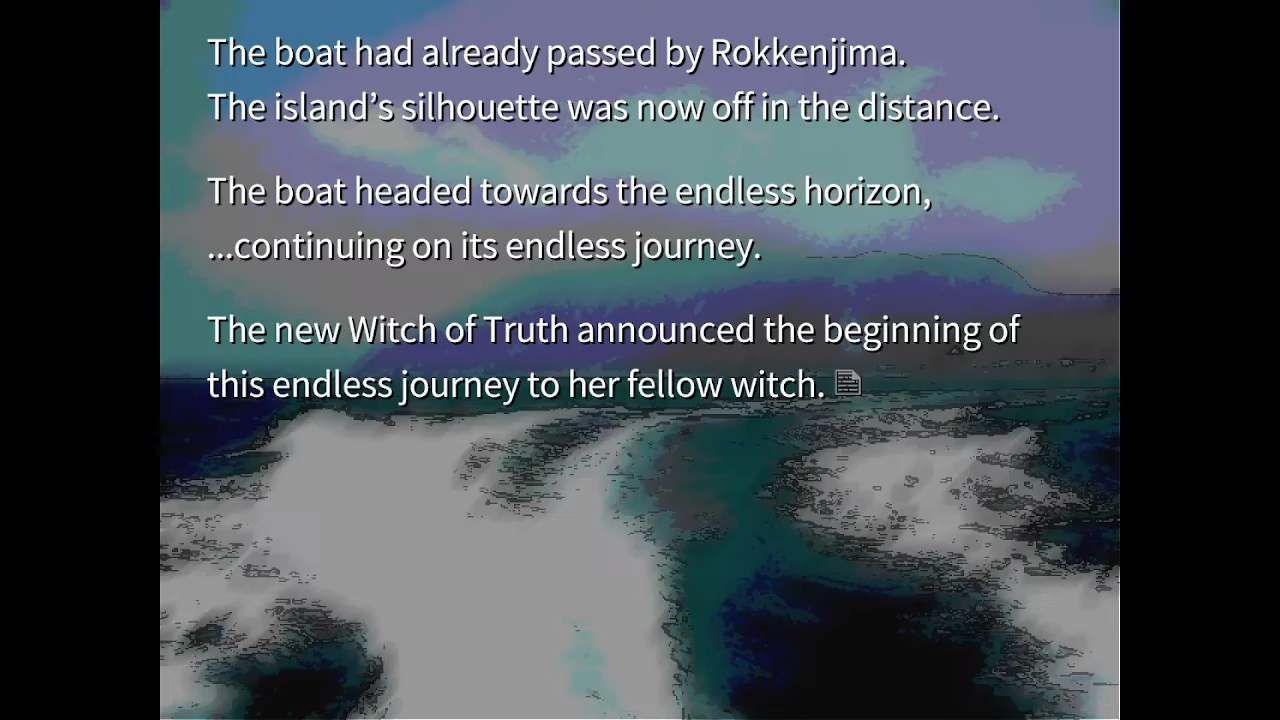 The boat had already passed by Rokkenjima.
The island’s silhouette was now off in the distance.
The boat headed towards the endless horizon,
...continuing on its endless journey.
The new Witch of Truth announced the beginning of
this endless journey to her fellow witch.